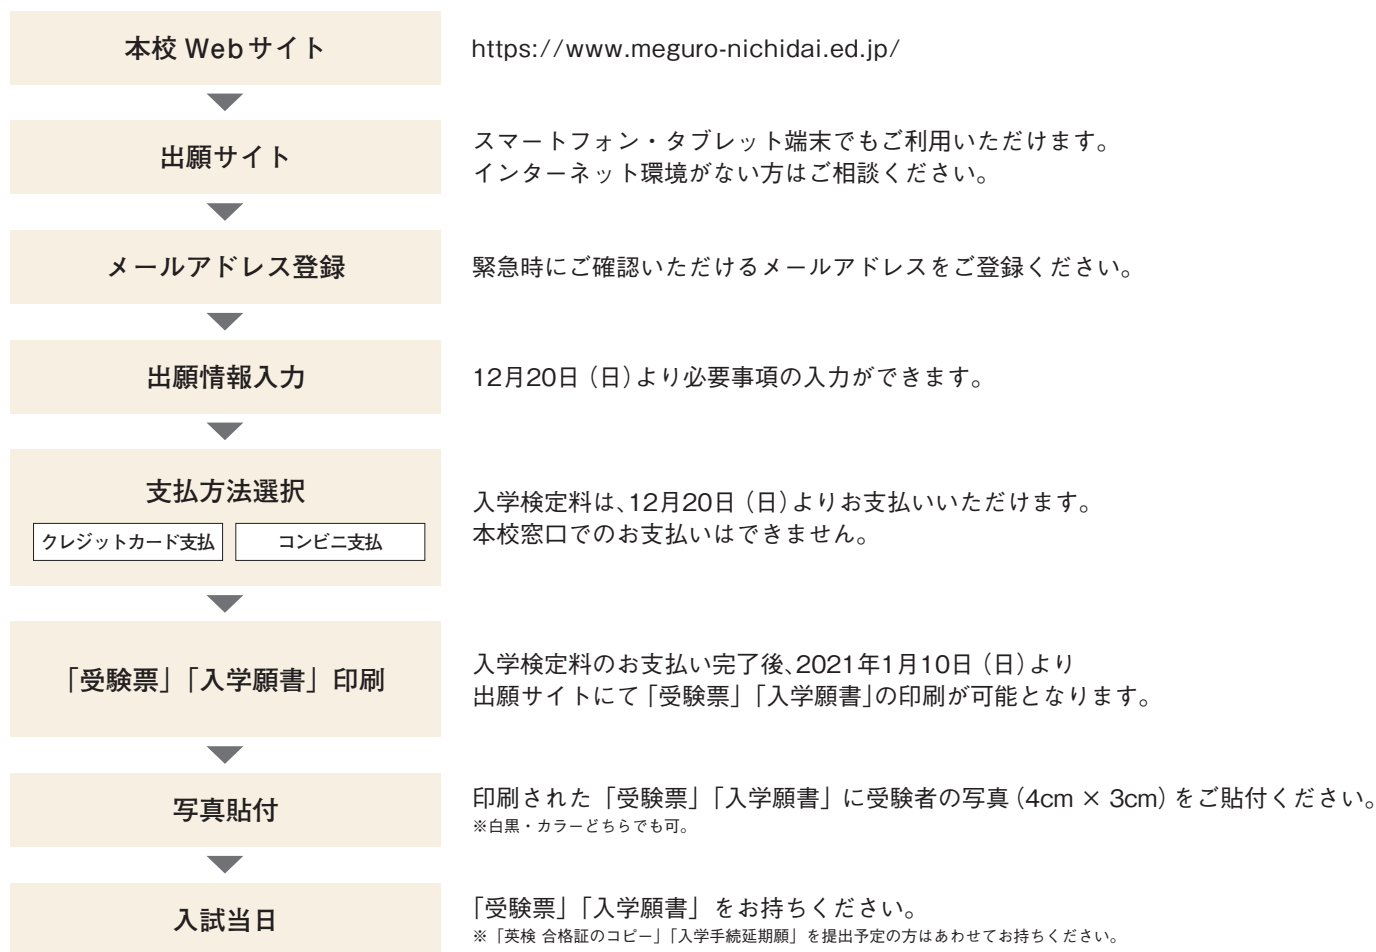 本校 Webサイト
https://www.meguro-nichidai.ed.jp/
出願サイト
スマートフォン・タブレット端末でもご利用いただけます。
インターネット環境がない方はご相談ください。
メールアドレス登録
緊急時にご確認いただけるメールアドレスをご登録ください。
出願情報入力
12月20日（日）より必要事項の入力ができます。
支払方法選択
クレジットカード支払
コンビニ支払
入学検定料は、12月20日（日）よりお支払いいただけます。
本校窓口でのお支払いはできません。
「受験票」「入学願書」印刷
入学検定料のお支払い完了後、2021年1月10日（日）より
出願サイトにて「受験票」「入学願書」の印刷が可能となります。
写真貼付
印刷された「受験票」「入学願書」に受験者の写真（4cm × 3cm）をご貼付ください。
※白黒・カラーどちらでも可。
入試当日
「受験票」「入学願書」をお持ちください。
※「英検 合格証のコピー」「入学手続延期願」を提出予定の方はあわせてお持ちください。